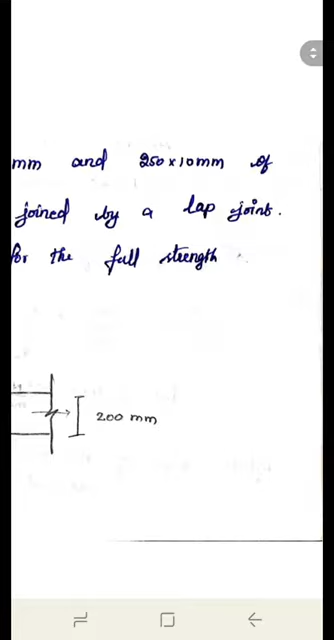 mm and 250 x 10mm of
joined by a lap joint.
for the full strength
200 mm